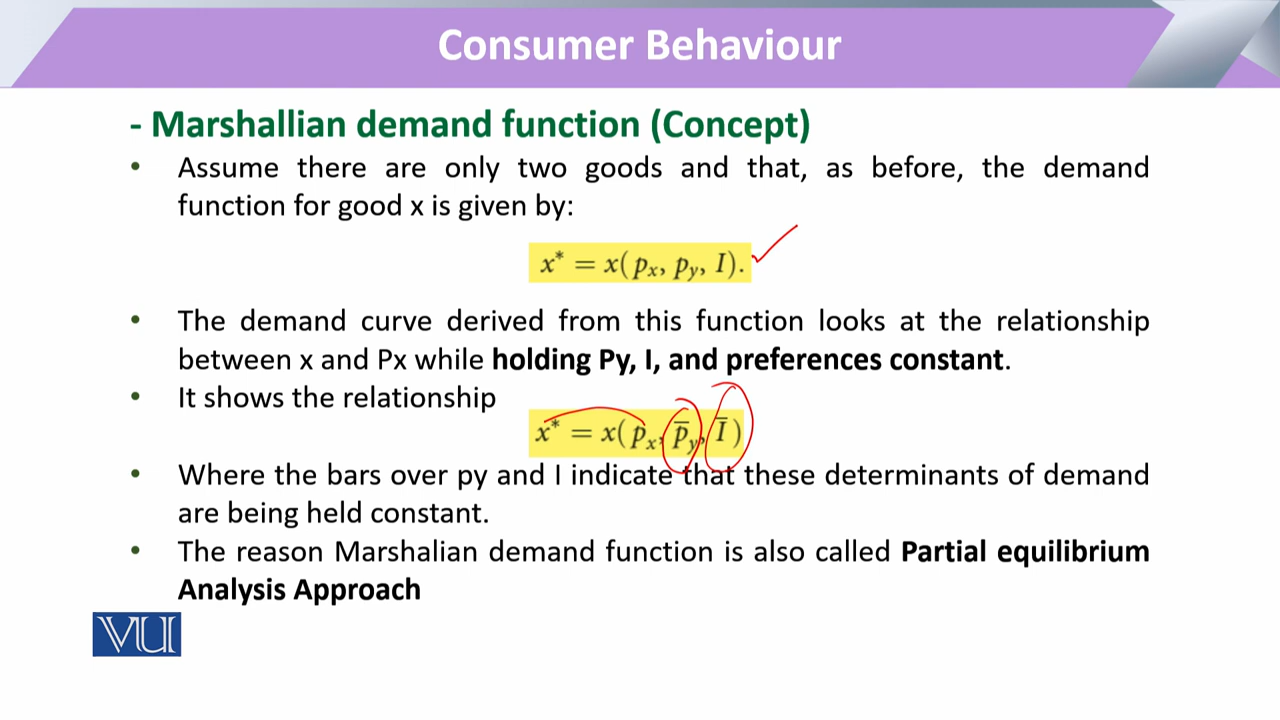 Consumer Behaviour
- Marshallian demand function (Concept)
• Assume there are only two goods and that, as before, the demand
function for good x is given by:
x* = x(pₓ, p_y, I).
• The demand curve derived from this function looks at the relationship
between x and Px while holding Py, I, and preferences constant.
• It shows the relationship
x* = x(pₓ, p̅_y, I̅)
• Where the bars over py and I indicate that these determinants of demand
are being held constant.
• The reason Marshalian demand function is also called Partial equilibrium
Analysis Approach
VU